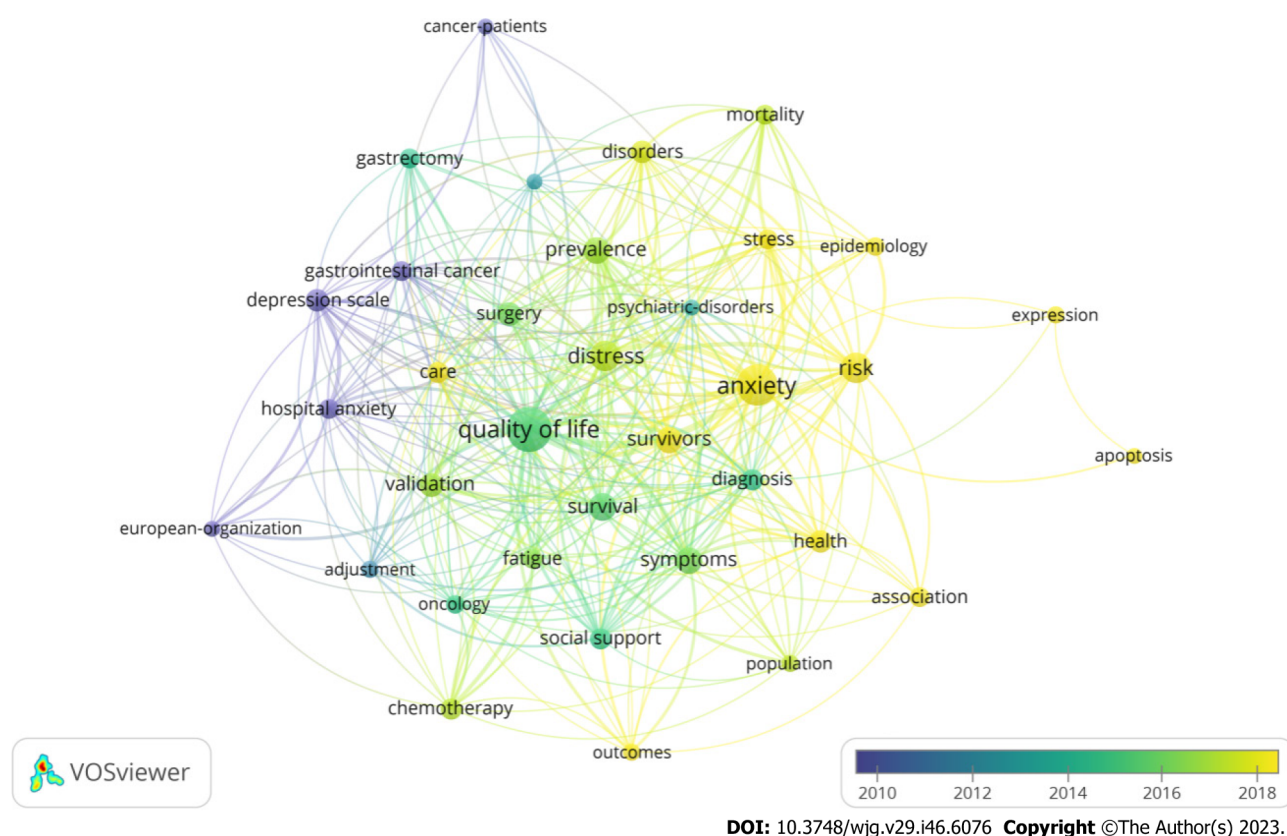 cancer-patients
mortality
disorders
gastrectomy
stress
epidemiology
prevalence
gastrointestinal cancer
depression scale
psychiatric-disorders
surgery
expression
distress
care
risk
anxiety
hospital anxiety
quality of life
survivors
apoptosis
diagnosis
validation
survival
european-organization
health
fatigue
symptoms
adjustment
association
oncology
social support
population
chemotherapy
outcomes
VOSviewer
2010 2012 2014 2016 2018
DOI: 10.3748/wjg.v29.i46.6076 Copyright ©The Author(s) 2023.